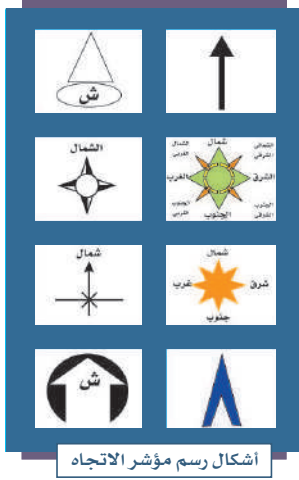 ش
شمال
الشمال الشرقي
الشرق
الجنوب الشرقي
الجنوب
الجنوب الغربي
الغرب
الشمال الغربي
الشمال
شمال
شرق
جنوب
غرب
شمال
ش
أشكال رسم مؤشر الاتجاه